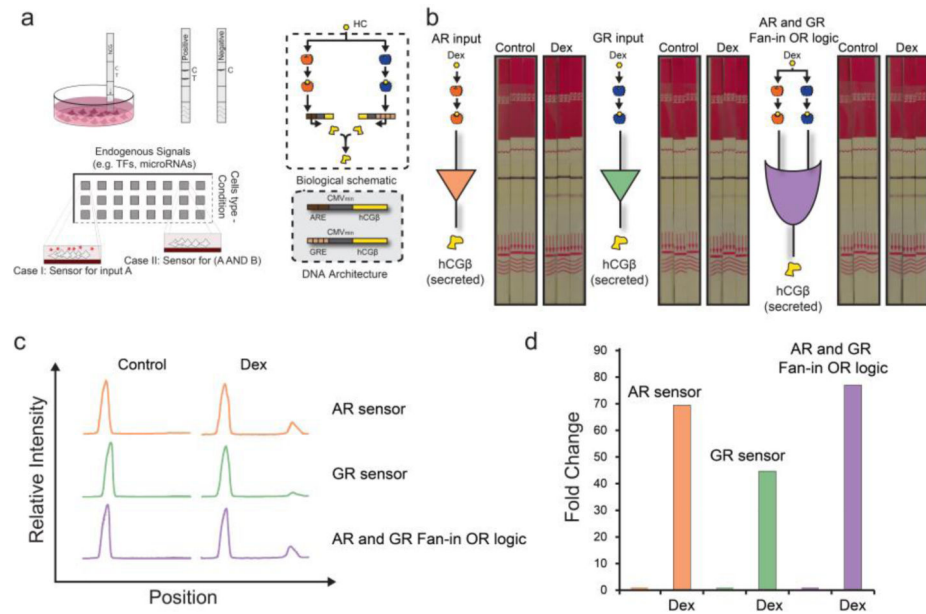 a
HC
C
T
Positive
C
T
Negative
C
Endogenous Signals
(e.g. TFs, microRNAs)
Cells type -
Condition
Case I: Sensor for input A
Case II: Sensor for (A AND B)
Biological schematic
CMVmini
ARE
hCGβ
CMVmini
GRE
hCGβ
DNA Architecture
b
AR input
Dex
hCGβ
(secreted)
Control
Dex
GR input
Dex
hCGβ
(secreted)
Control
Dex
AR and GR
Fan-in OR logic
Dex
hCGβ
(secreted)
Control
Dex
c
Relative Intensity
Control
Dex
AR sensor
GR sensor
AR and GR Fan-in OR logic
Position
d
Fold Change
90
80
70
60
50
40
30
20
10
0
AR sensor
GR sensor
AR and GR
Fan-in OR logic
Dex
Dex
Dex